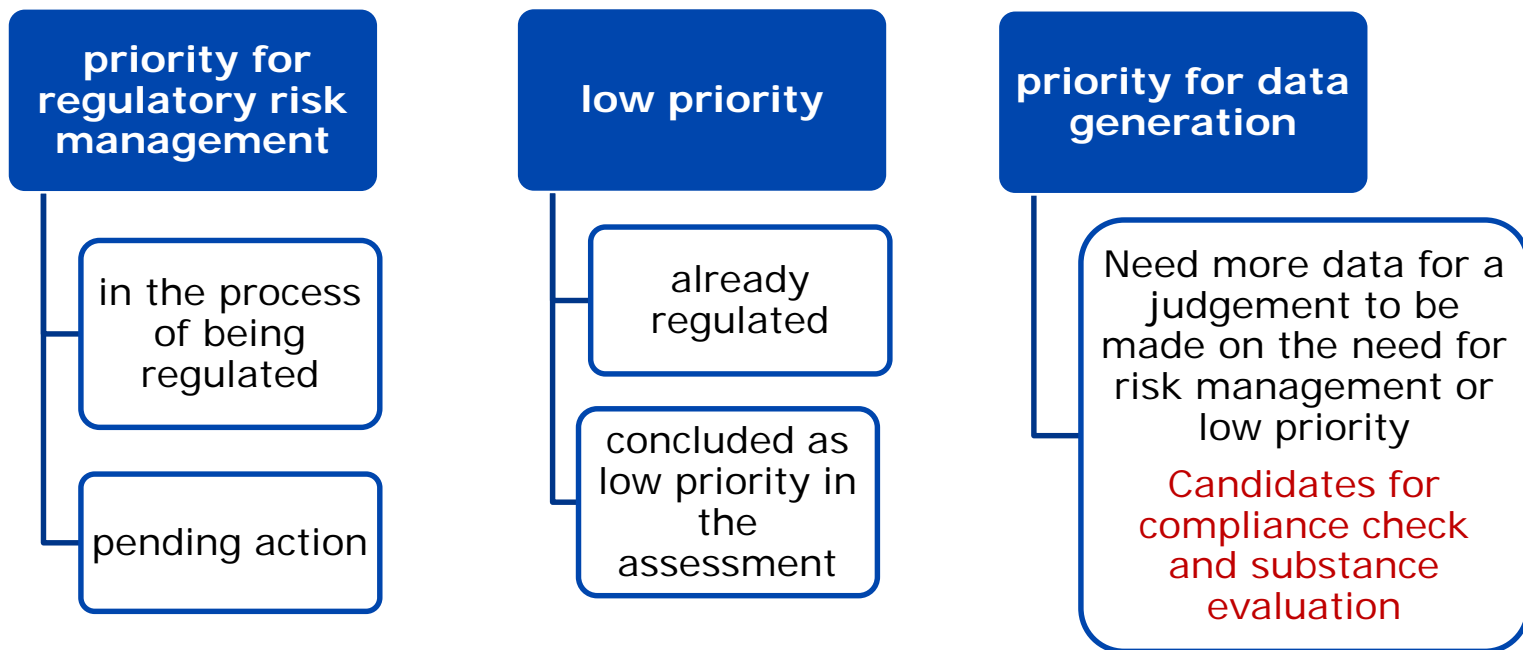 priority for
regulatory risk
management
in the process
of being
regulated
pending action
low priority
already
regulated
concluded as
low priority in
the
assessment
priority for data
generation
Need more data for a
judgement to be
made on the need for
risk management or
low priority
Candidates for
compliance check
and substance
evaluation